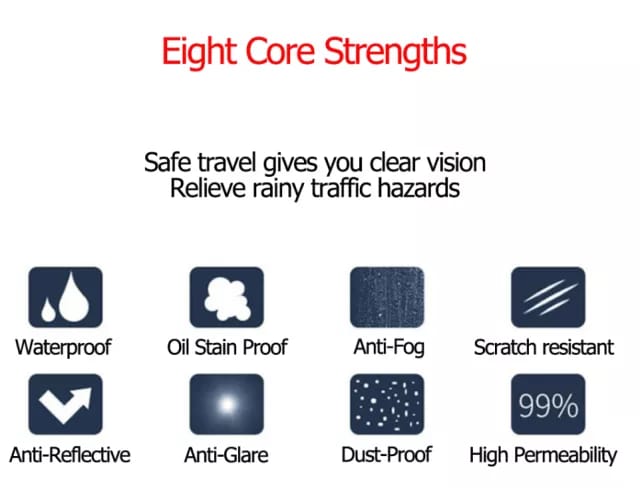 Eight Core Strengths
Safe travel gives you clear vision
Relieve rainy traffic hazards
Waterproof
Oil Stain Proof
Anti-Fog
Scratch resistant
99%
Anti-Reflective
Anti-Glare
Dust-Proof
High Permeability